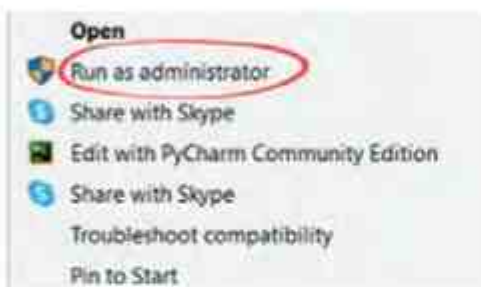 Open
Run as administrator
Share with Skype
Edit with PyCharm Community Edition
Share with Skype
Troubleshoot compatibility
Pin to Start